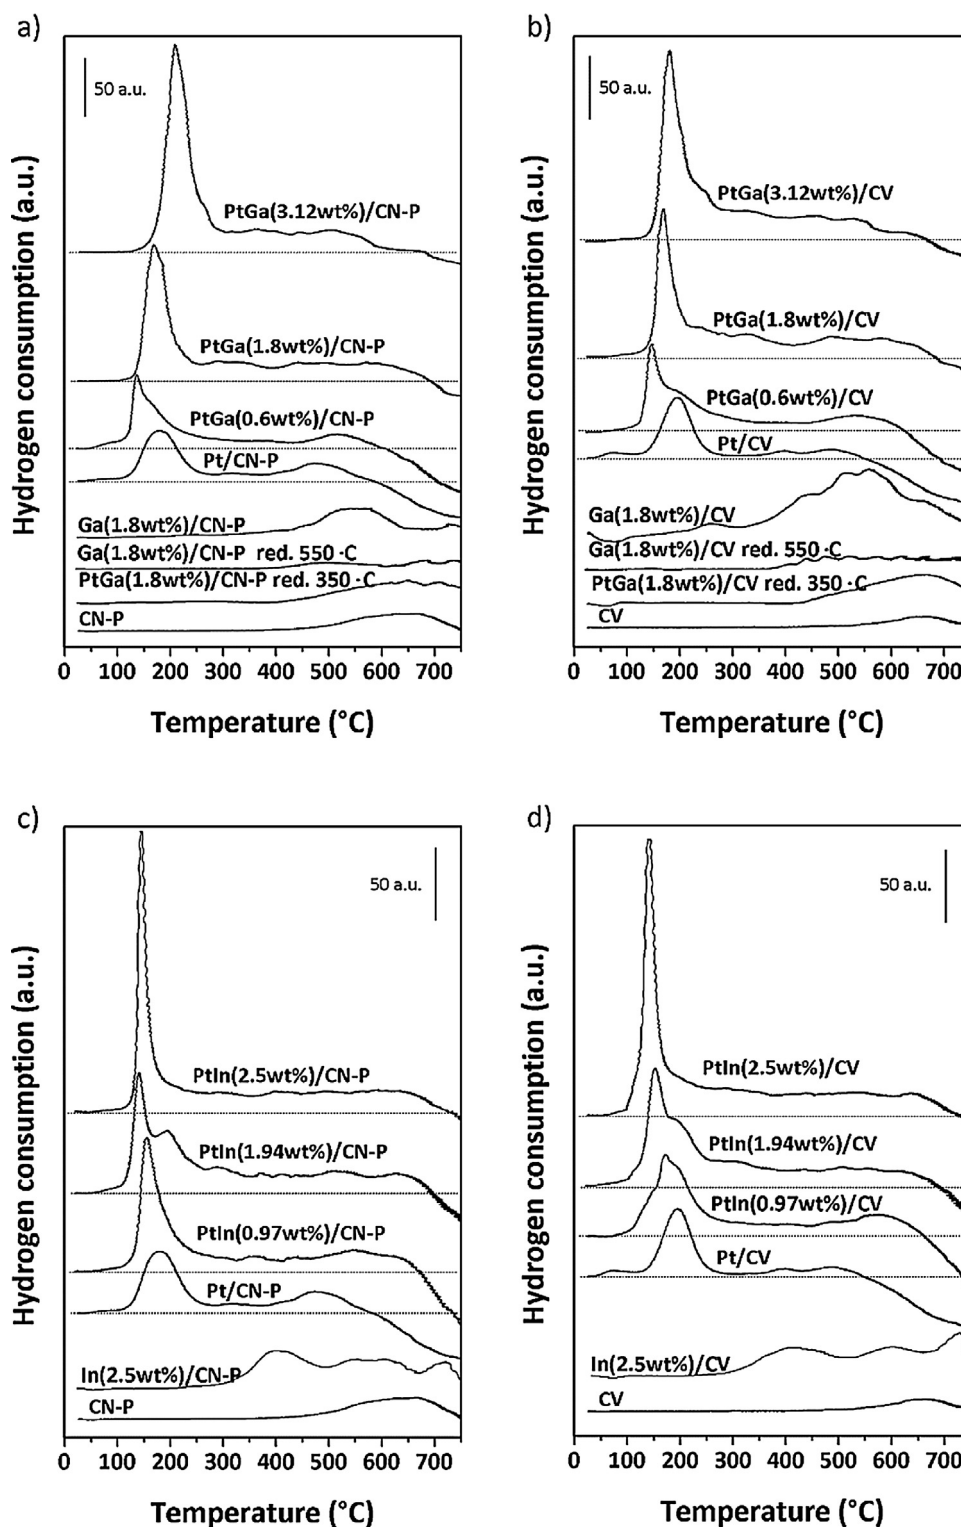 a)
50 a.u.
Hydrogen consumption (a.u.)
PtGa(3.12wt%)/CN-P
PtGa(1.8wt%)/CN-P
PtGa(0.6wt%)/CN-P
Pt/CN-P
Ga(1.8wt%)/CN-P
Ga(1.8wt%)/CN-P red. 550 ·C
PtGa(1.8wt%)/CN-P red. 350 ·C
CN-P
0 100 200 300 400 500 600 700
Temperature (°C)
b)
50 a.u.
Hydrogen consumption (a.u.)
PtGa(3.12wt%)/CV
PtGa(1.8wt%)/CV
PtGa(0.6wt%)/CV
Pt/CV
Ga(1.8wt%)/CV
Ga(1.8wt%)/CV red. 550 ·C
PtGa(1.8wt%)/CV red. 350 ·C
CV
0 100 200 300 400 500 600 700
Temperature (°C)
c)
50 a.u.
Hydrogen consumption (a.u.)
PtIn(2.5wt%)/CN-P
PtIn(1.94wt%)/CN-P
PtIn(0.97wt%)/CN-P
Pt/CN-P
In(2.5wt%)/CN-P
CN-P
0 100 200 300 400 500 600 700
Temperature (°C)
d)
50 a.u.
Hydrogen consumption (a.u.)
PtIn(2.5wt%)/CV
PtIn(1.94wt%)/CV
PtIn(0.97wt%)/CV
Pt/CV
In(2.5wt%)/CV
CV
0 100 200 300 400 500 600 700
Temperature (°C)